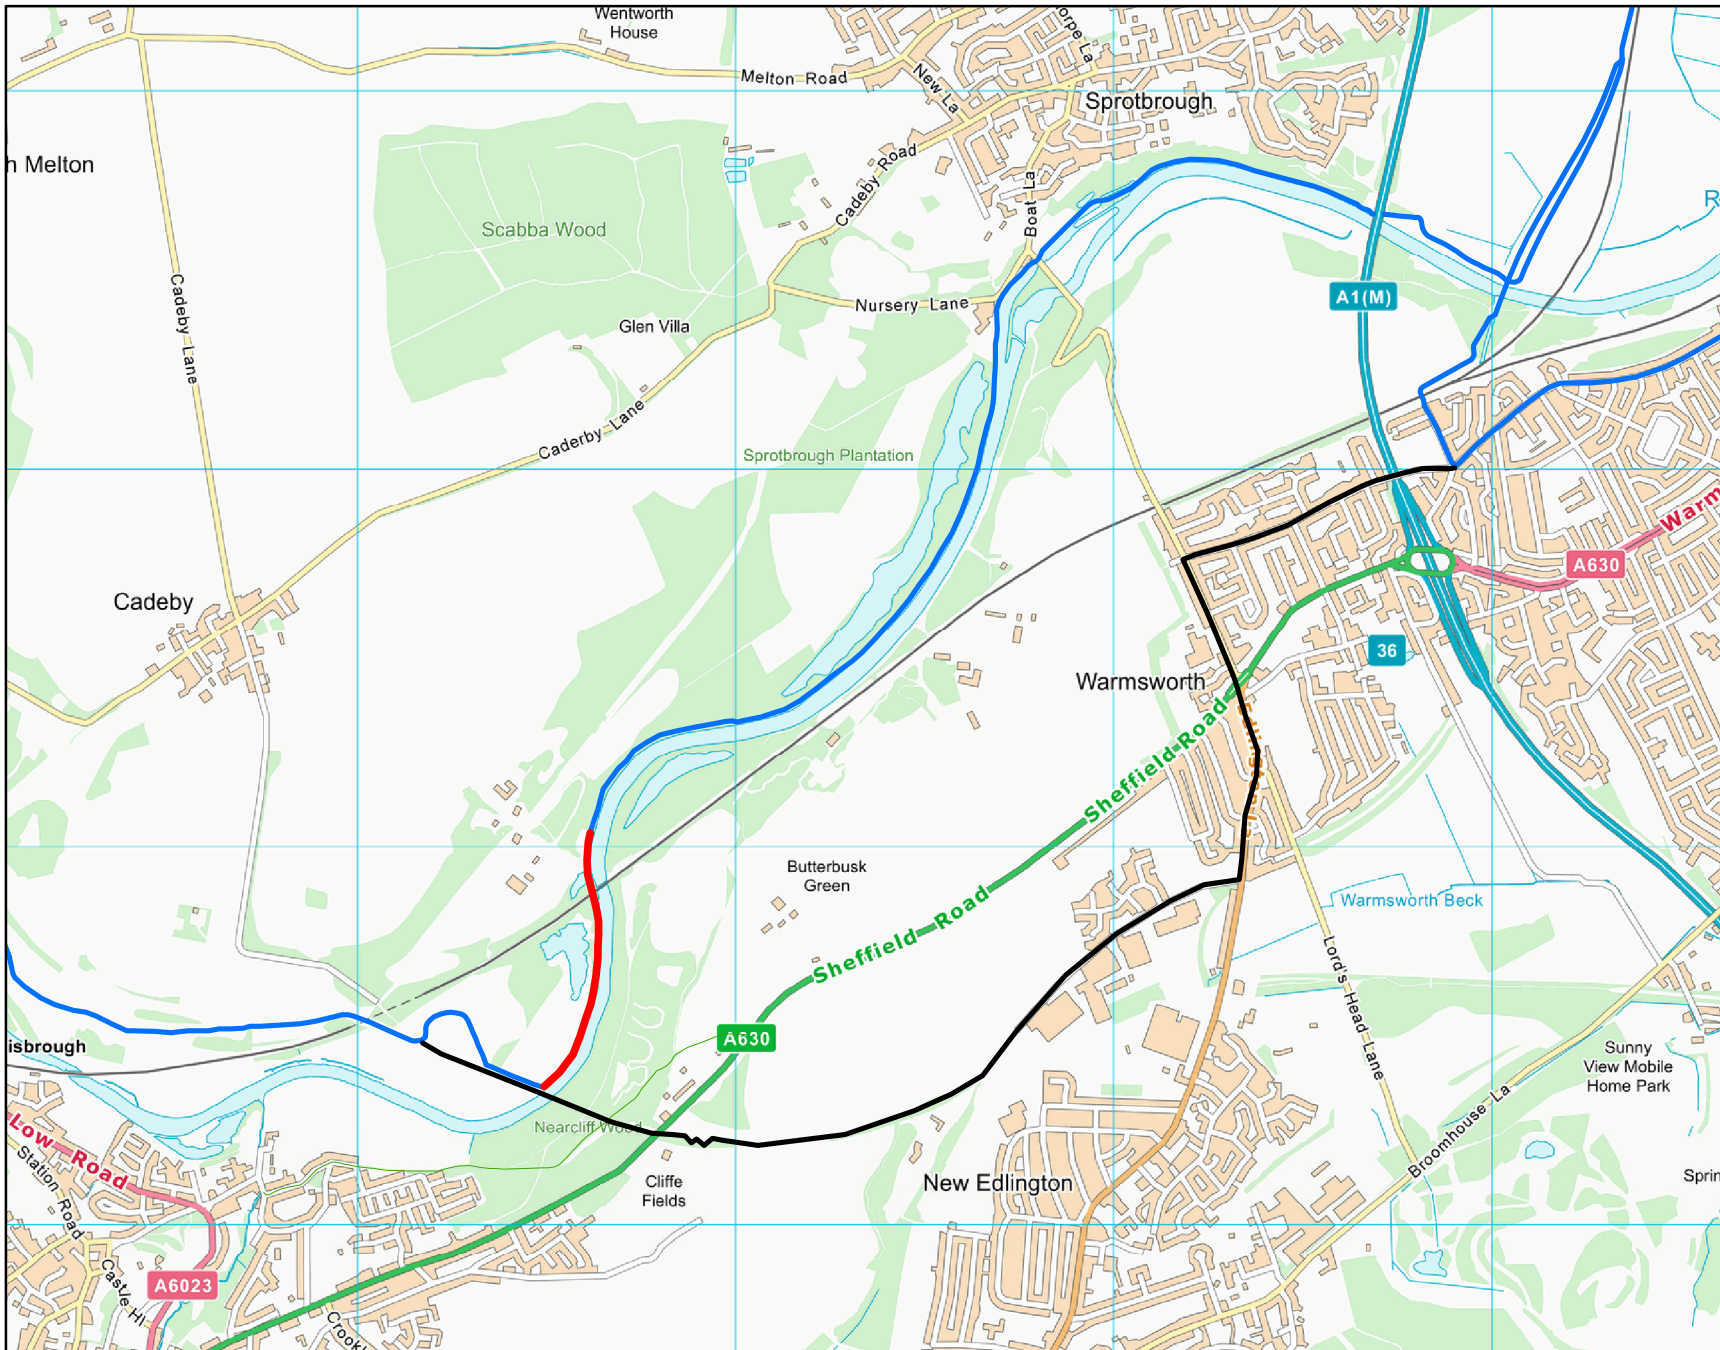 Wentworth
House
Melton Road
New La
orpe La
Sprotbrough
h Melton
Cadeby Road
Boat La
Scabba Wood
R
Cadeby Lane
A1(M)
Nursery Lane
Glen Villa
Caderby Lane
Sprotbrough Plantation
Warm
A630
Cadeby
36
Warmsworth
Sheffield Road
Butterbusk
Green
Warmsworth Beck
Sheffield Road
Lord's Head Lane
isbrough
A630
Sunny
View Mobile
Home Park
Low Road
Nearcliff Wood
Broomhouse La
Station Road
Cliffe
Fields
New Edlington
Sprin
Castle Hl
A6023
Crook